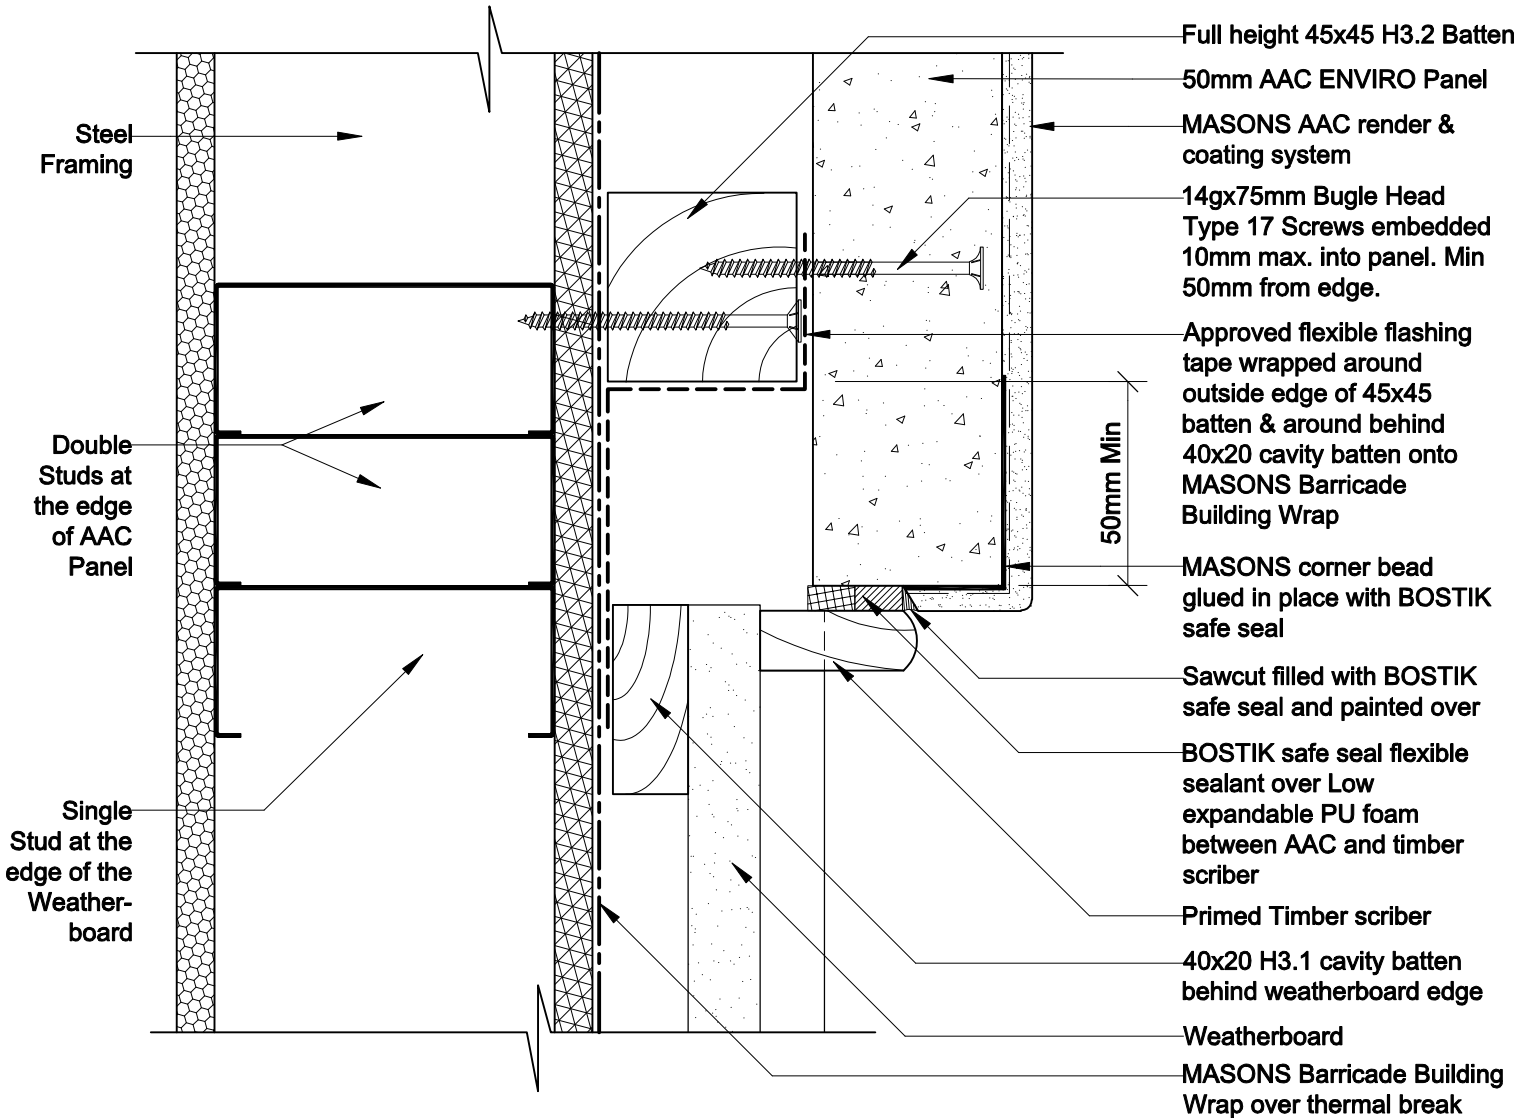 Steel
Framing
Double
Studs at
the edge
of AAC
Panel
Single
Stud at the
edge of the
Weather-
board
50mm Min
Full height 45x45 H3.2 Batten
50mm AAC ENVIRO Panel
MASONS AAC render &
coating system
14gx75mm Bugle Head
Type 17 Screws embedded
10mm max. into panel. Min
50mm from edge.
Approved flexible flashing
tape wrapped around
outside edge of 45x45
batten & around behind
40x20 cavity batten onto
MASONS Barricade
Building Wrap
MASONS corner bead
glued in place with BOSTIK
safe seal
Sawcut filled with BOSTIK
safe seal and painted over
BOSTIK safe seal flexible
sealant over Low
expandable PU foam
between AAC and timber
scriber
Primed Timber scriber
40x20 H3.1 cavity batten
behind weatherboard edge
Weatherboard
MASONS Barricade Building
Wrap over thermal break